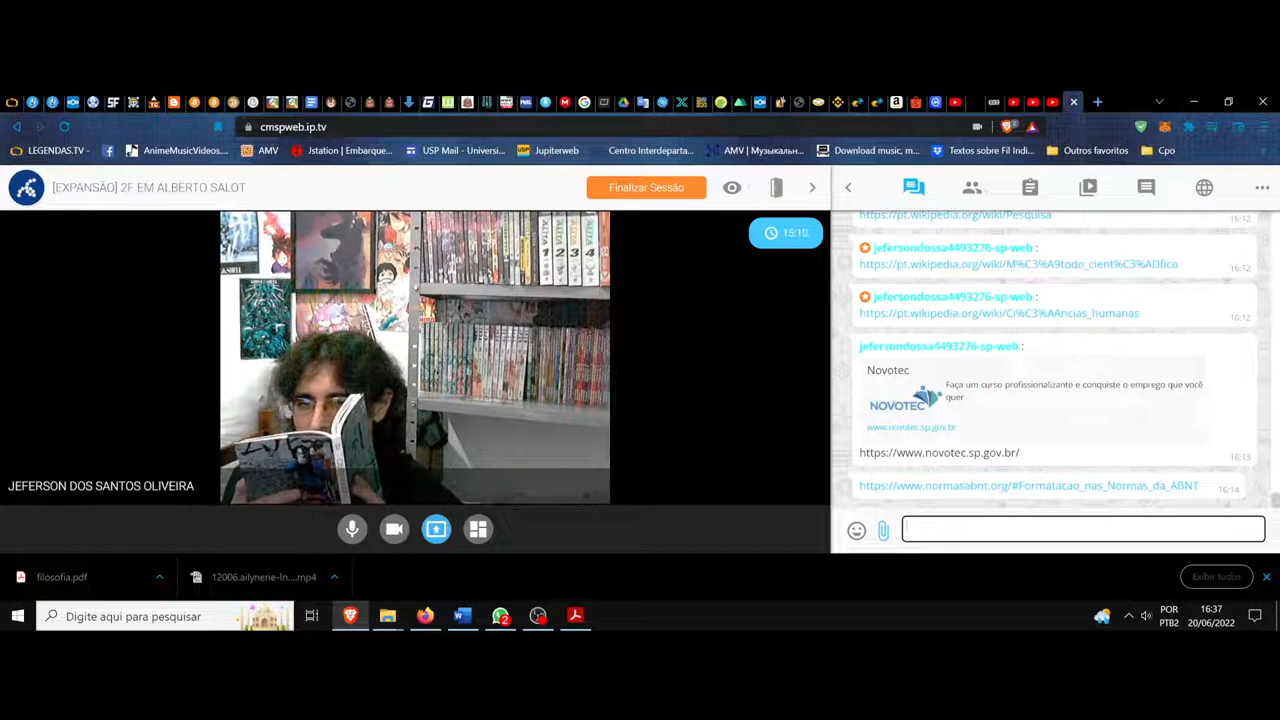 cmspweb.ip.tv
2
LEGENDAS.TV -
AnimeMusicVideos...
AMV
Jstation | Embarque...
USP Mail - Universi...
Jupiterweb
Centro Interdeparta...
AMV | Музыкальн...
Download music, m...
Textos sobre Fil Indi...
Outros favoritos
Cpo
[EXPANSÃO] 2F EM ALBERTO SALOT
Finalizar Sessão
1
15:10
JEFERSON DOS SANTOS OLIVEIRA
https://pt.wikipedia.org/wiki/Pesquisa
16:12
jefersondossa4493276-sp-web :
https://pt.wikipedia.org/wiki/M%C3%A9todo_cient%C3%ADfico
16:12
jefersondossa4493276-sp-web :
https://pt.wikipedia.org/wiki/Ci%C3%AAncias_humanas
16:12
jefersondossa4493276-sp-web :
Novotec
NOVOTEC
Faça um curso profissionalizante e conquiste o emprego que você
quer
www.novotec.sp.gov.br
https://www.novotec.sp.gov.br/
16:13
https://www.normasabnt.org/#Formatacao_nas_Normas_da_ABNT
16:14
filosofia.pdf
12006.ailynerie-In....mp4
Exibir todos
Digite aqui para pesquisar
2
POR
PTB2
16:37
20/06/2022